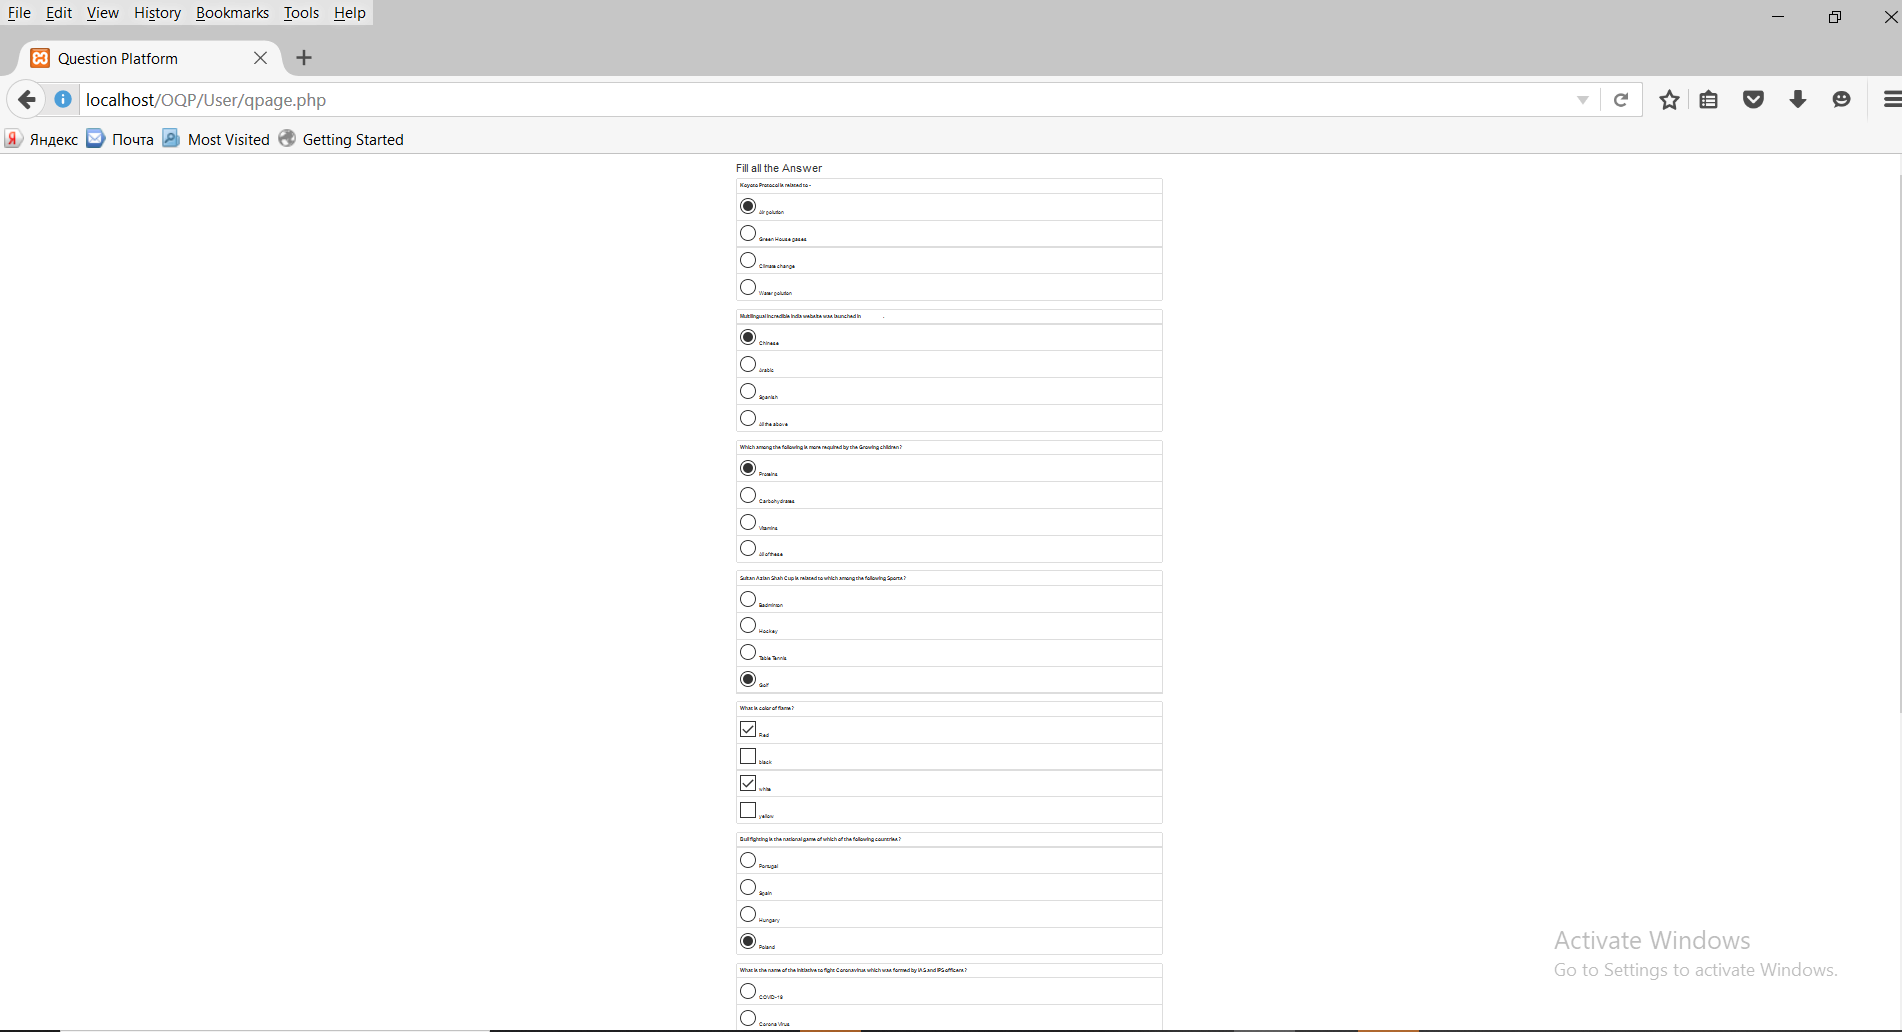 File Edit View History Bookmarks Tools Help
Question Platform
localhost/OQP/User/qpage.php
Яндекс Почта Most Visited Getting Started
Fill all the Answer
Koyoto Protocol is related to -
Air polution
Green House gases
Climate change
Water polution
Multilingual Incredible India website was launched in .
Chinese
Arabic
Spanish
All the above
Which among the following is more required by the Growing children?
Proteins
Carbohydrates
Vitamins
All of these
Sultan Azlan Shah Cup is related to which among the following Sports?
Badminton
Hockey
Table Tennis
Golf
What is color of flame?
Red
black
white
yellow
Bull fighting is the national game of which of the following countries?
Portugal
Spain
Hungary
Poland
What is the name of the initiative to fight Coronavirus which was formed by IAS and IPS officers?
COVID-19
Corona Virus
Activate Windows
Go to Settings to activate Windows.